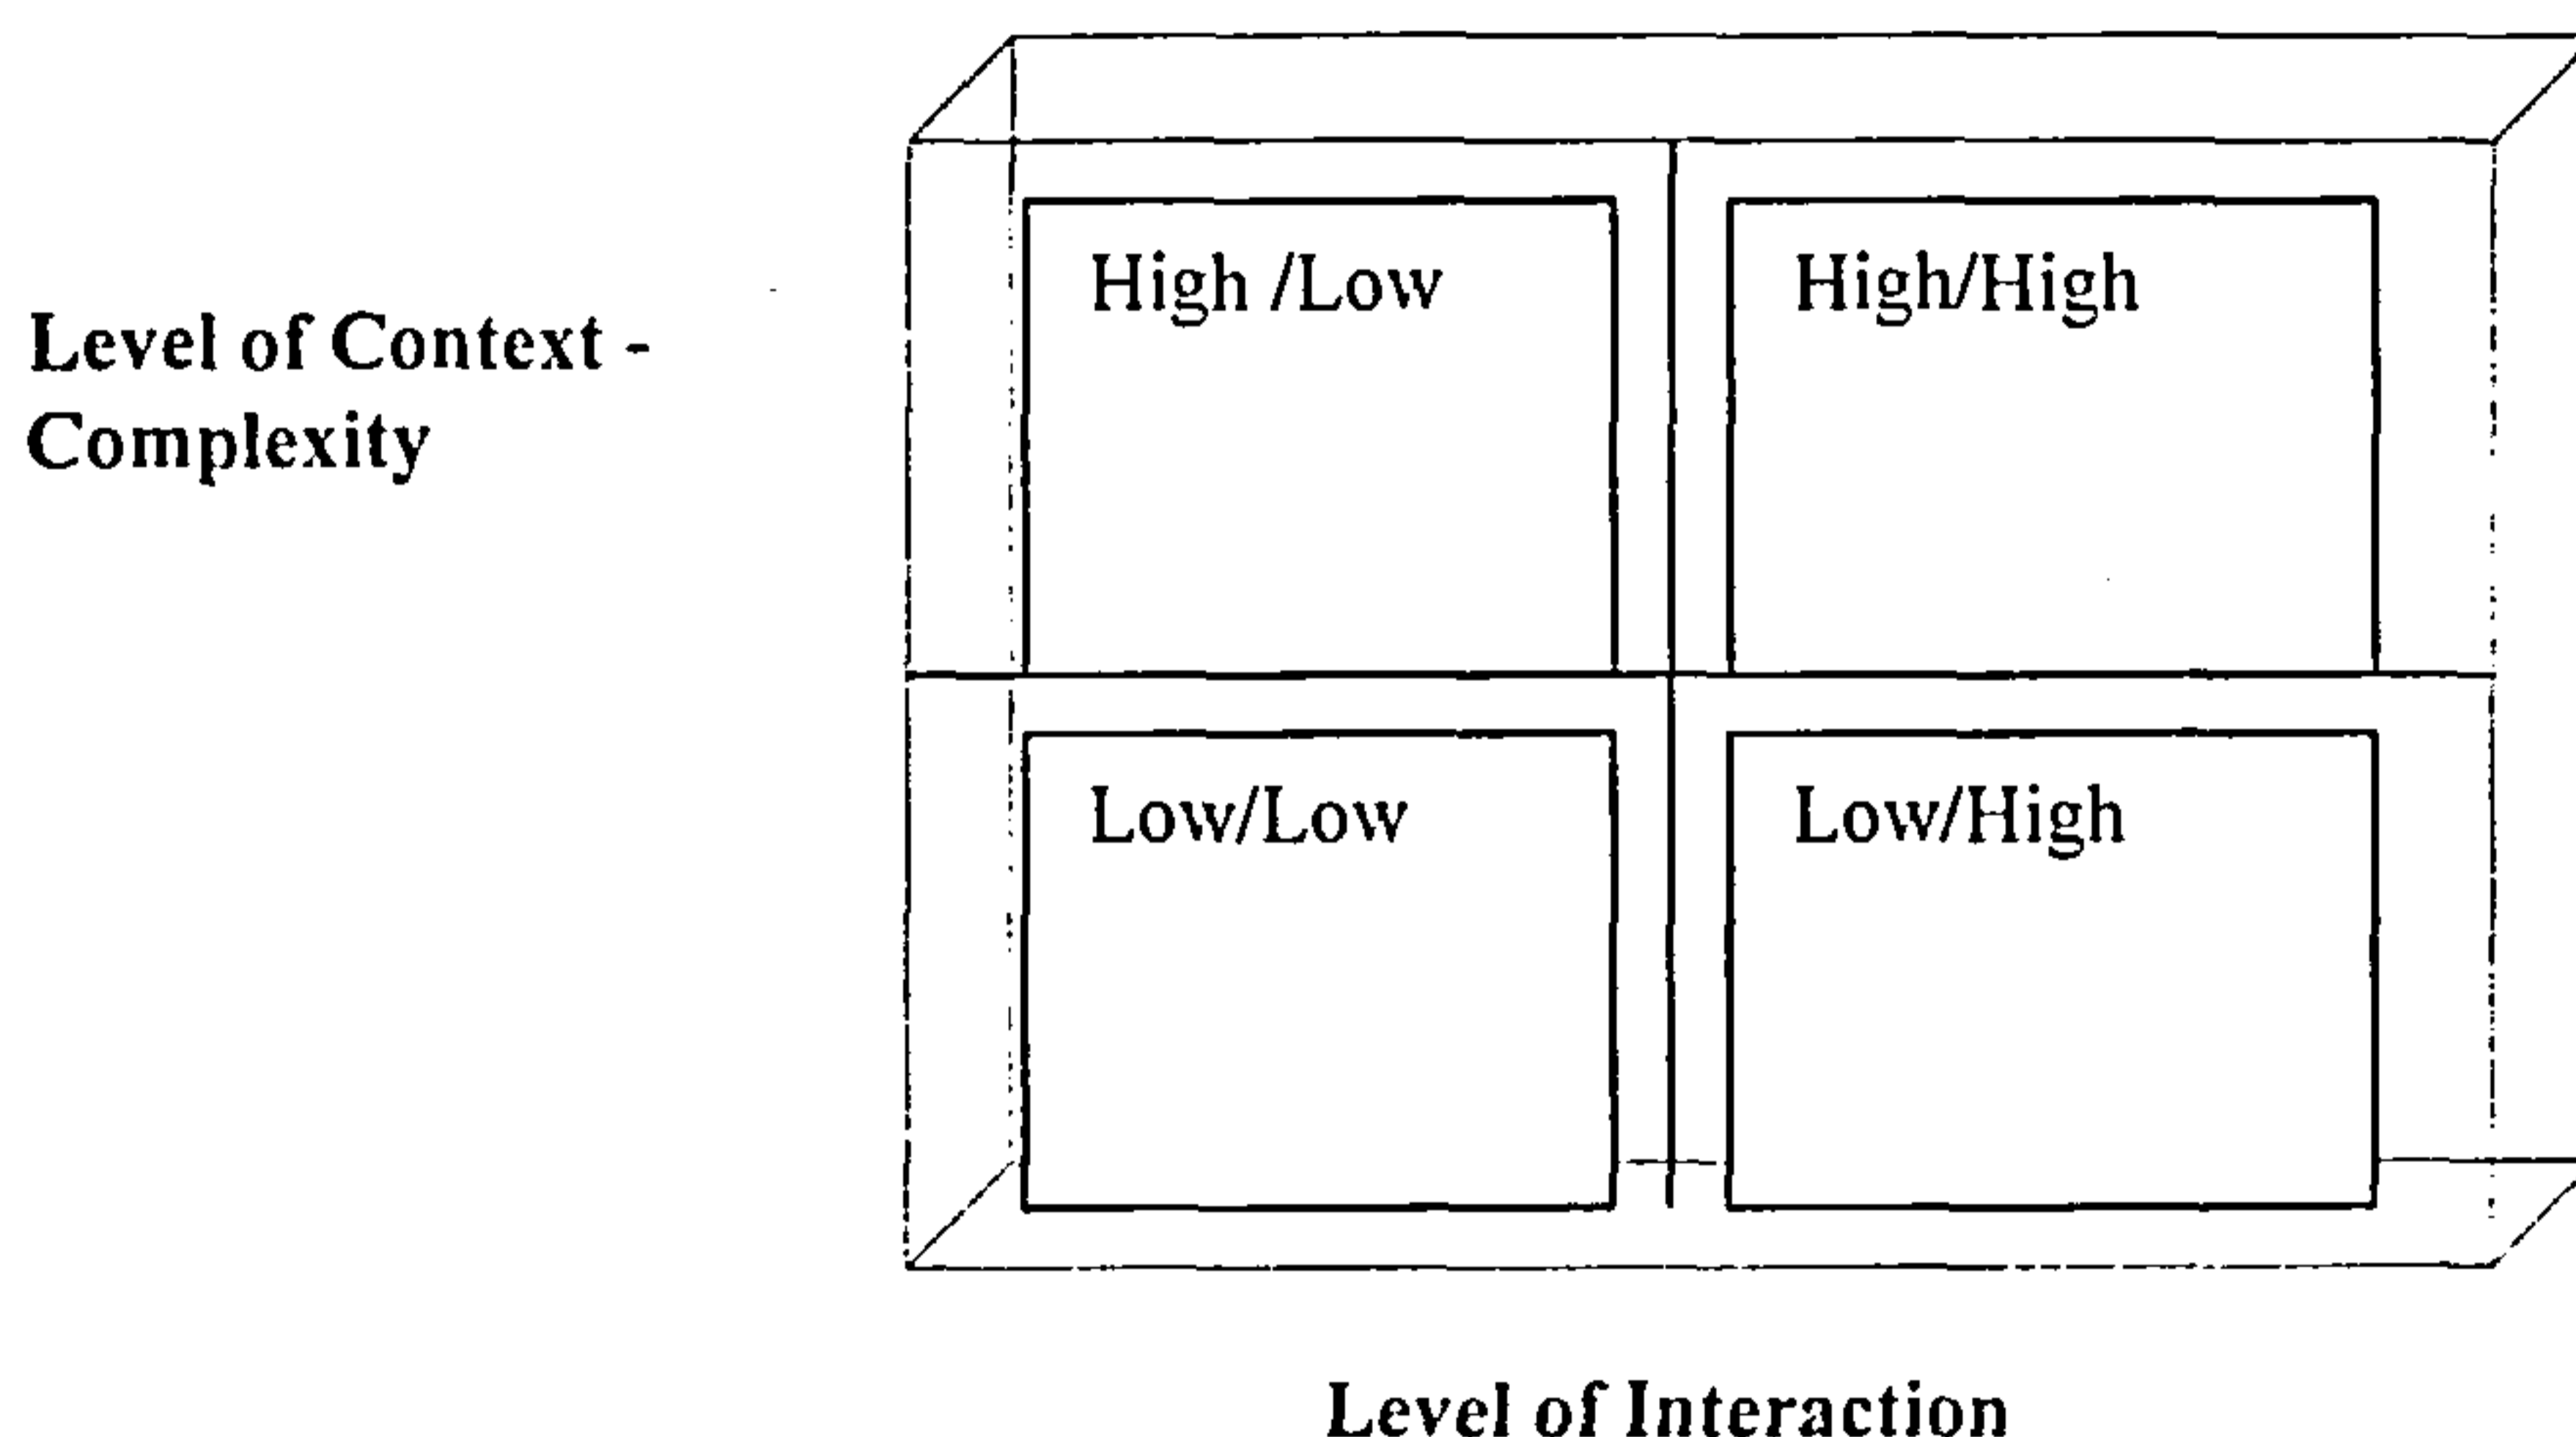 High /Low
High/High
Level of Context -
Complexity
Low/Low
Low/High
Level of Interaction